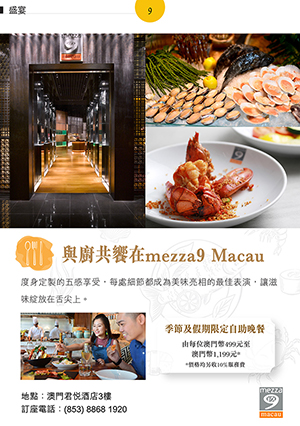 盛宴
9
與廚共饗在mezza9 Macau
度身定製的五感享受，每處細節都成為美味亮相的最佳表演，讓滋
味綻放在舌尖上。
季節及假期限定自助晚餐
由每位澳門幣499元至
澳門幣1,199元*
*價格均另收10%服務費
地點：澳門君悅酒店3樓
訂座電話：(853) 8868 1920
mezza
9
macau